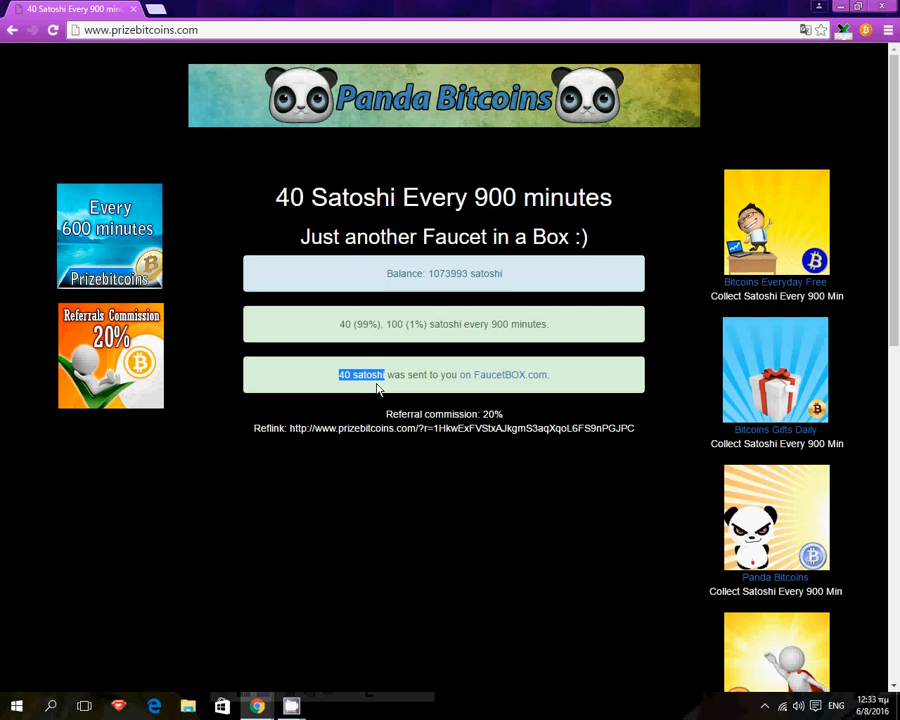 40 Satoshi Every 900 minu
www.prizebitcoins.com
Panda Bitcoins
Every
600 minutes
Prizebitcoins
Referrals Commission
20%
40 Satoshi Every 900 minutes
Just another Faucet in a Box :)
Balance: 1073993 satoshi
40 (99%), 100 (1%) satoshi every 900 minutes.
40 satoshi was sent to you on FaucetBOX.com.
Referral commission: 20%
Reflink: http://www.prizebitcoins.com/?r=1HkwExFVStxAJkgmS3aqXqoL6FS9nPGJPC
Bitcoins Everyday Free
Collect Satoshi Every 900 Min
Bitcoins Gifts Daily
Collect Satoshi Every 900 Min
Panda Bitcoins
Collect Satoshi Every 900 Min
ENG
12:33 πμ
6/8/2016